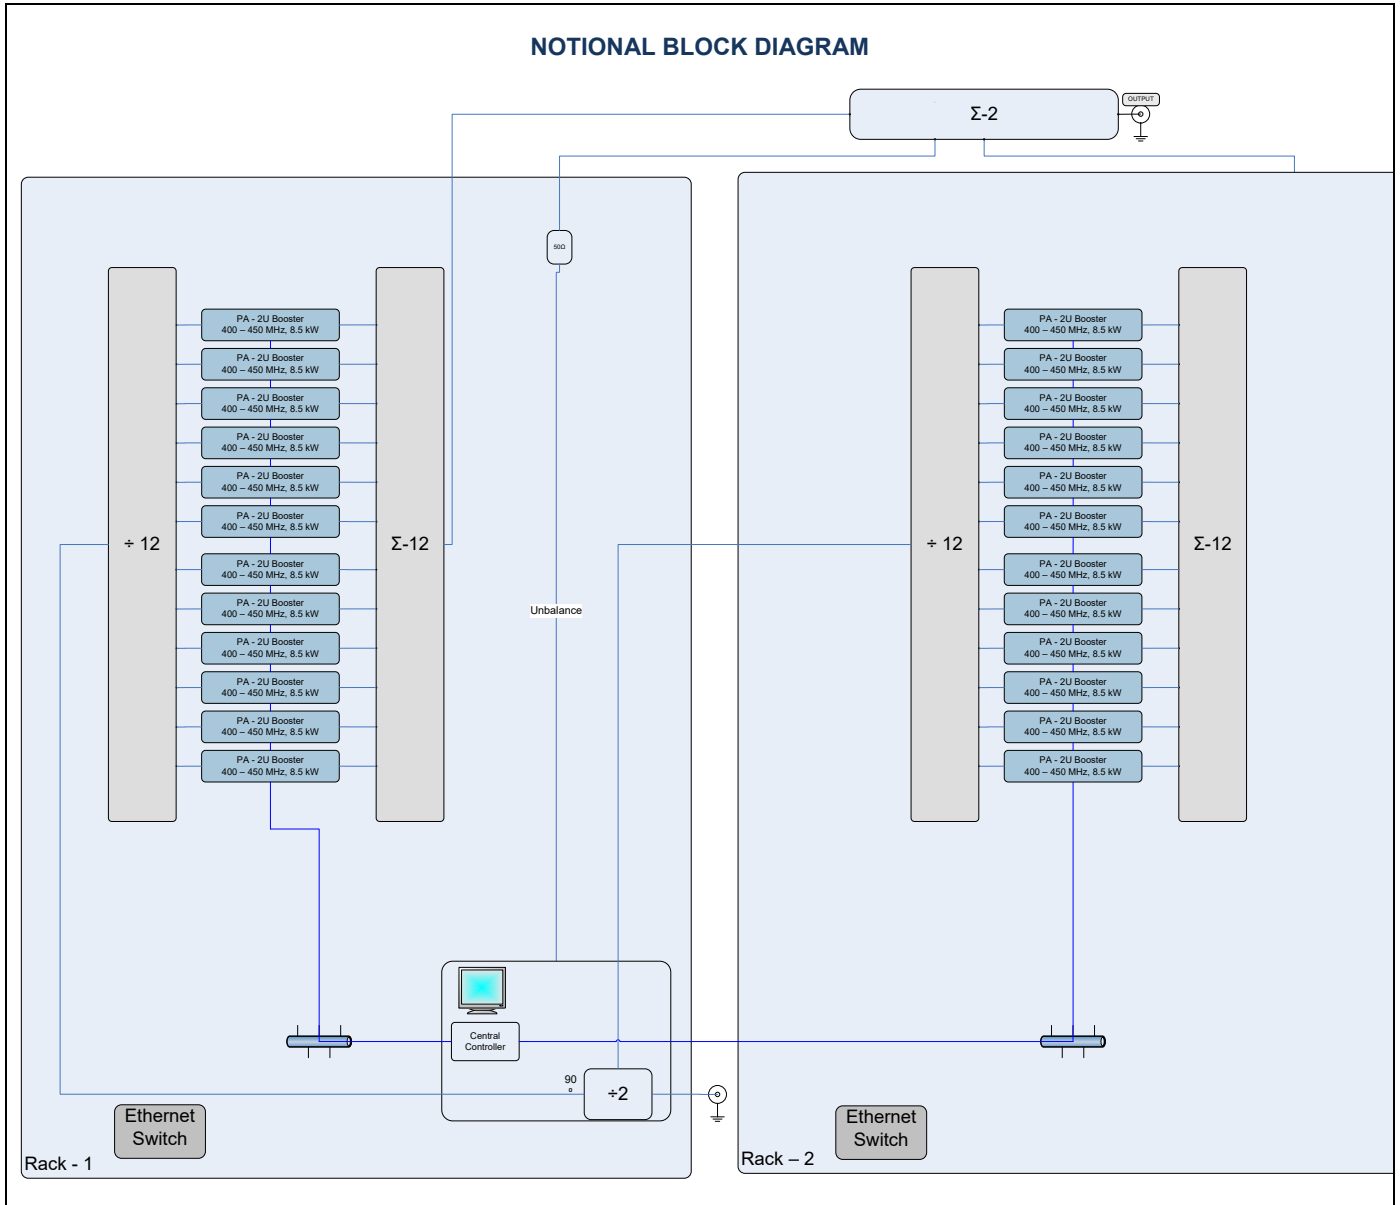 NOTIONAL BLOCK DIAGRAM
Σ-2
OUTPUT
50Ω
÷ 12
PA - 2U Booster
400 – 450 MHz, 8.5 kW
PA - 2U Booster
400 – 450 MHz, 8.5 kW
PA - 2U Booster
400 – 450 MHz, 8.5 kW
PA - 2U Booster
400 – 450 MHz, 8.5 kW
PA - 2U Booster
400 – 450 MHz, 8.5 kW
PA - 2U Booster
400 – 450 MHz, 8.5 kW
PA - 2U Booster
400 – 450 MHz, 8.5 kW
PA - 2U Booster
400 – 450 MHz, 8.5 kW
PA - 2U Booster
400 – 450 MHz, 8.5 kW
PA - 2U Booster
400 – 450 MHz, 8.5 kW
PA - 2U Booster
400 – 450 MHz, 8.5 kW
PA - 2U Booster
400 – 450 MHz, 8.5 kW
Σ-12
Unbalance
÷ 12
PA - 2U Booster
400 – 450 MHz, 8.5 kW
PA - 2U Booster
400 – 450 MHz, 8.5 kW
PA - 2U Booster
400 – 450 MHz, 8.5 kW
PA - 2U Booster
400 – 450 MHz, 8.5 kW
PA - 2U Booster
400 – 450 MHz, 8.5 kW
PA - 2U Booster
400 – 450 MHz, 8.5 kW
PA - 2U Booster
400 – 450 MHz, 8.5 kW
PA - 2U Booster
400 – 450 MHz, 8.5 kW
PA - 2U Booster
400 – 450 MHz, 8.5 kW
PA - 2U Booster
400 – 450 MHz, 8.5 kW
PA - 2U Booster
400 – 450 MHz, 8.5 kW
PA - 2U Booster
400 – 450 MHz, 8.5 kW
Σ-12
Central
Controller
90
°
÷2
Ethernet
Switch
Rack - 1
Ethernet
Switch
Rack – 2